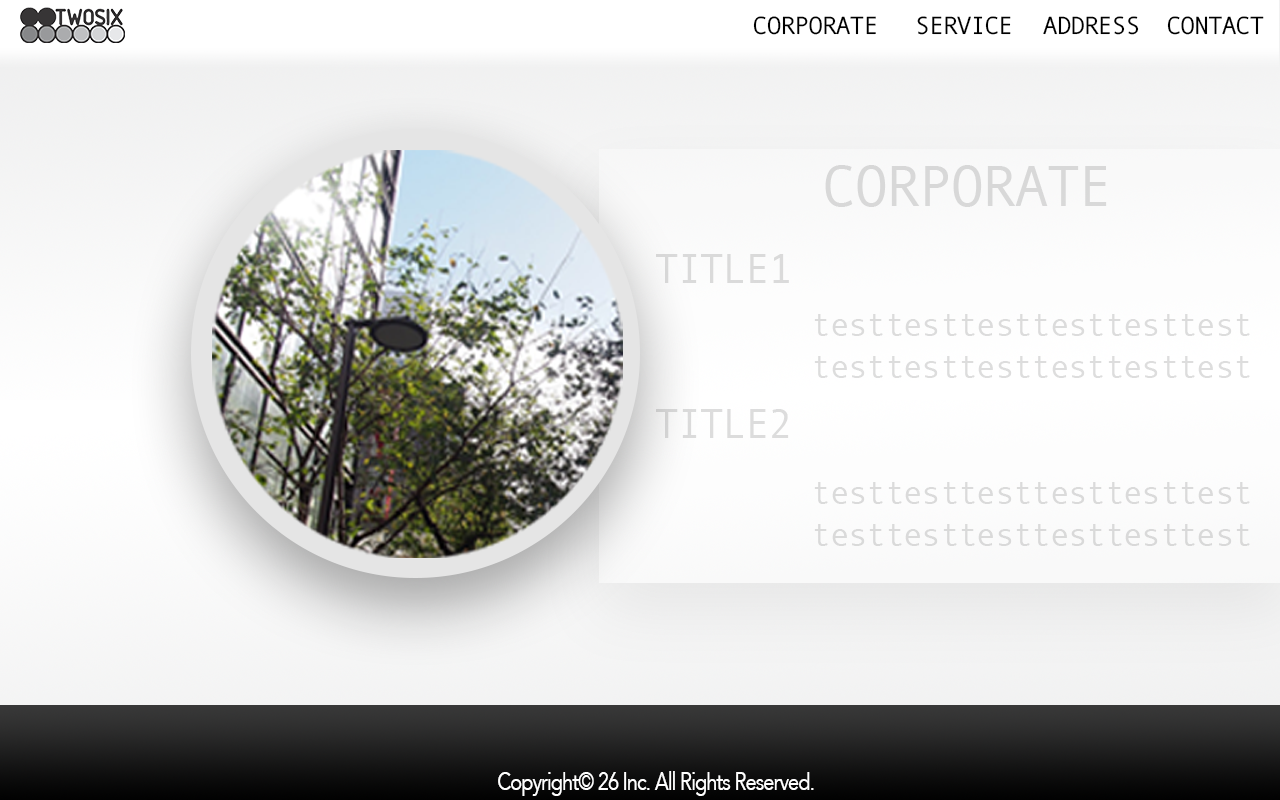 TWOSIX
CORPORATE SERVICE ADDRESS CONTACT
CORPORATE
TITLE1
testtesttesttesttesttest
testtesttesttesttesttest
TITLE2
testtesttesttesttesttest
testtesttesttesttesttest
Copyright© 26 Inc. All Rights Reserved.